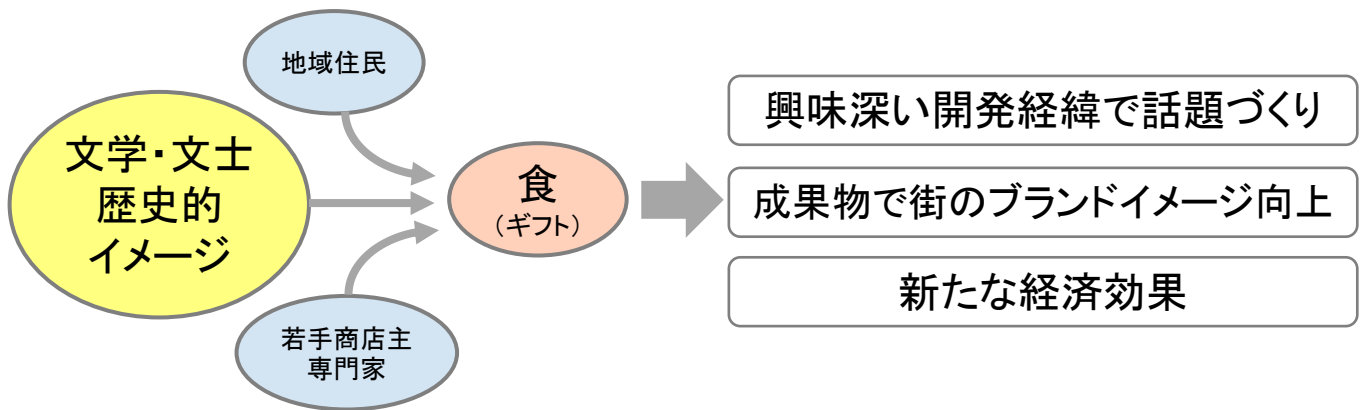 地域住民
文学・文士
歴史的
イメージ
若手商店主
専門家
食
（ギフト）
興味深い開発経緯で話題づくり
成果物で街のブランドイメージ向上
新たな経済効果